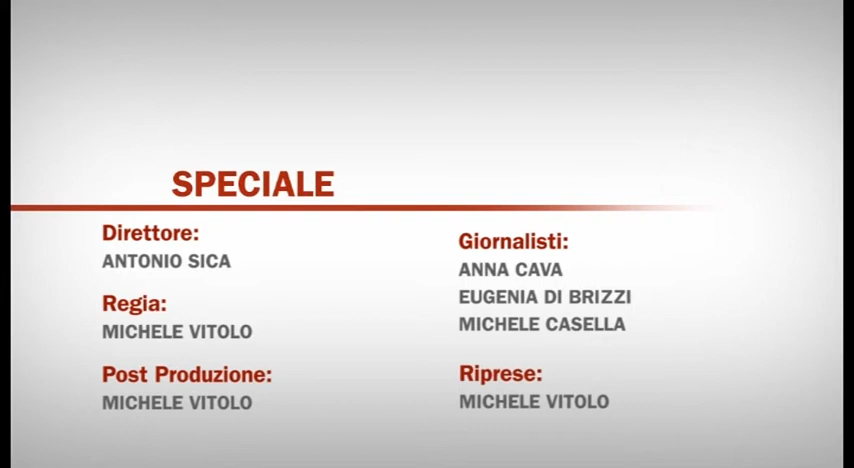 SPECIALE
Direttore:
ANTONIO SICA
Regia:
MICHELE VITOLO
Post Produzione:
MICHELE VITOLO
Giornalisti:
ANNA CAVA
EUGENIA DI BRIZZI
MICHELE CASELLA
Riprese:
MICHELE VITOLO